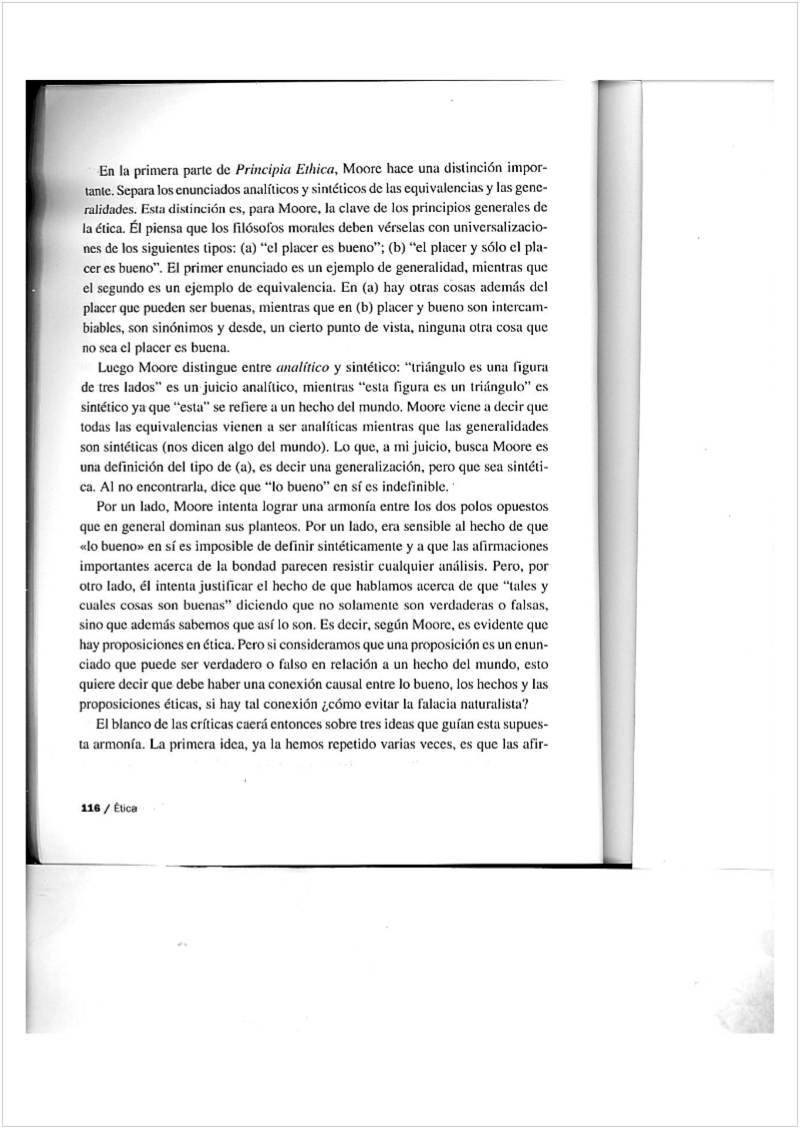 En la primera parte de Principia Ethica, Moore hace una distinción impor-
tante. Separa los enunciados analíticos y sintéticos de las equivalencias y las gene-
ralidades. Esta distinción es, para Moore, la clave de los principios generales de
la ética. Él piensa que los filósofos morales deben vérselas con universalizacio-
nes de los siguientes tipos: (a) “el placer es bueno”; (b) “el placer y sólo el pla-
cer es bueno”. El primer enunciado es un ejemplo de generalidad, mientras que
el segundo es un ejemplo de equivalencia. En (a) hay otras cosas además del
placer que pueden ser buenas, mientras que en (b) placer y bueno son intercam-
biables, son sinónimos y desde, un cierto punto de vista, ninguna otra cosa que
no sea el placer es buena.
Luego Moore distingue entre analítico y sintético: “triángulo es una figura
de tres lados” es un juicio analítico, mientras “esta figura es un triángulo” es
sintético ya que “esta” se refiere a un hecho del mundo. Moore viene a decir que
todas las equivalencias vienen a ser analíticas mientras que las generalidades
son sintéticas (nos dicen algo del mundo). Lo que, a mi juicio, busca Moore es
una definición del tipo de (a), es decir una generalización, pero que sea sintéti-
ca. Al no encontrarla, dice que “lo bueno” en sí es indefinible.
Por un lado, Moore intenta lograr una armonía entre los dos polos opuestos
que en general dominan sus planteos. Por un lado, era sensible al hecho de que
«lo bueno» en sí es imposible de definir sintéticamente y a que las afirmaciones
importantes acerca de la bondad parecen resistir cualquier análisis. Pero, por
otro lado, él intenta justificar el hecho de que hablamos acerca de que “tales y
cuales cosas son buenas” diciendo que no solamente son verdaderas o falsas,
sino que además sabemos que así lo son. Es decir, según Moore, es evidente que
hay proposiciones en ética. Pero si consideramos que una proposición es un enun-
ciado que puede ser verdadero o falso en relación a un hecho del mundo, esto
quiere decir que debe haber una conexión causal entre lo bueno, los hechos y las
proposiciones éticas, si hay tal conexión ¿cómo evitar la falacia naturalista?
El blanco de las críticas caerá entonces sobre tres ideas que guían esta supues-
ta armonía. La primera idea, ya la hemos repetido varias veces, es que las afir-
116 / Ética